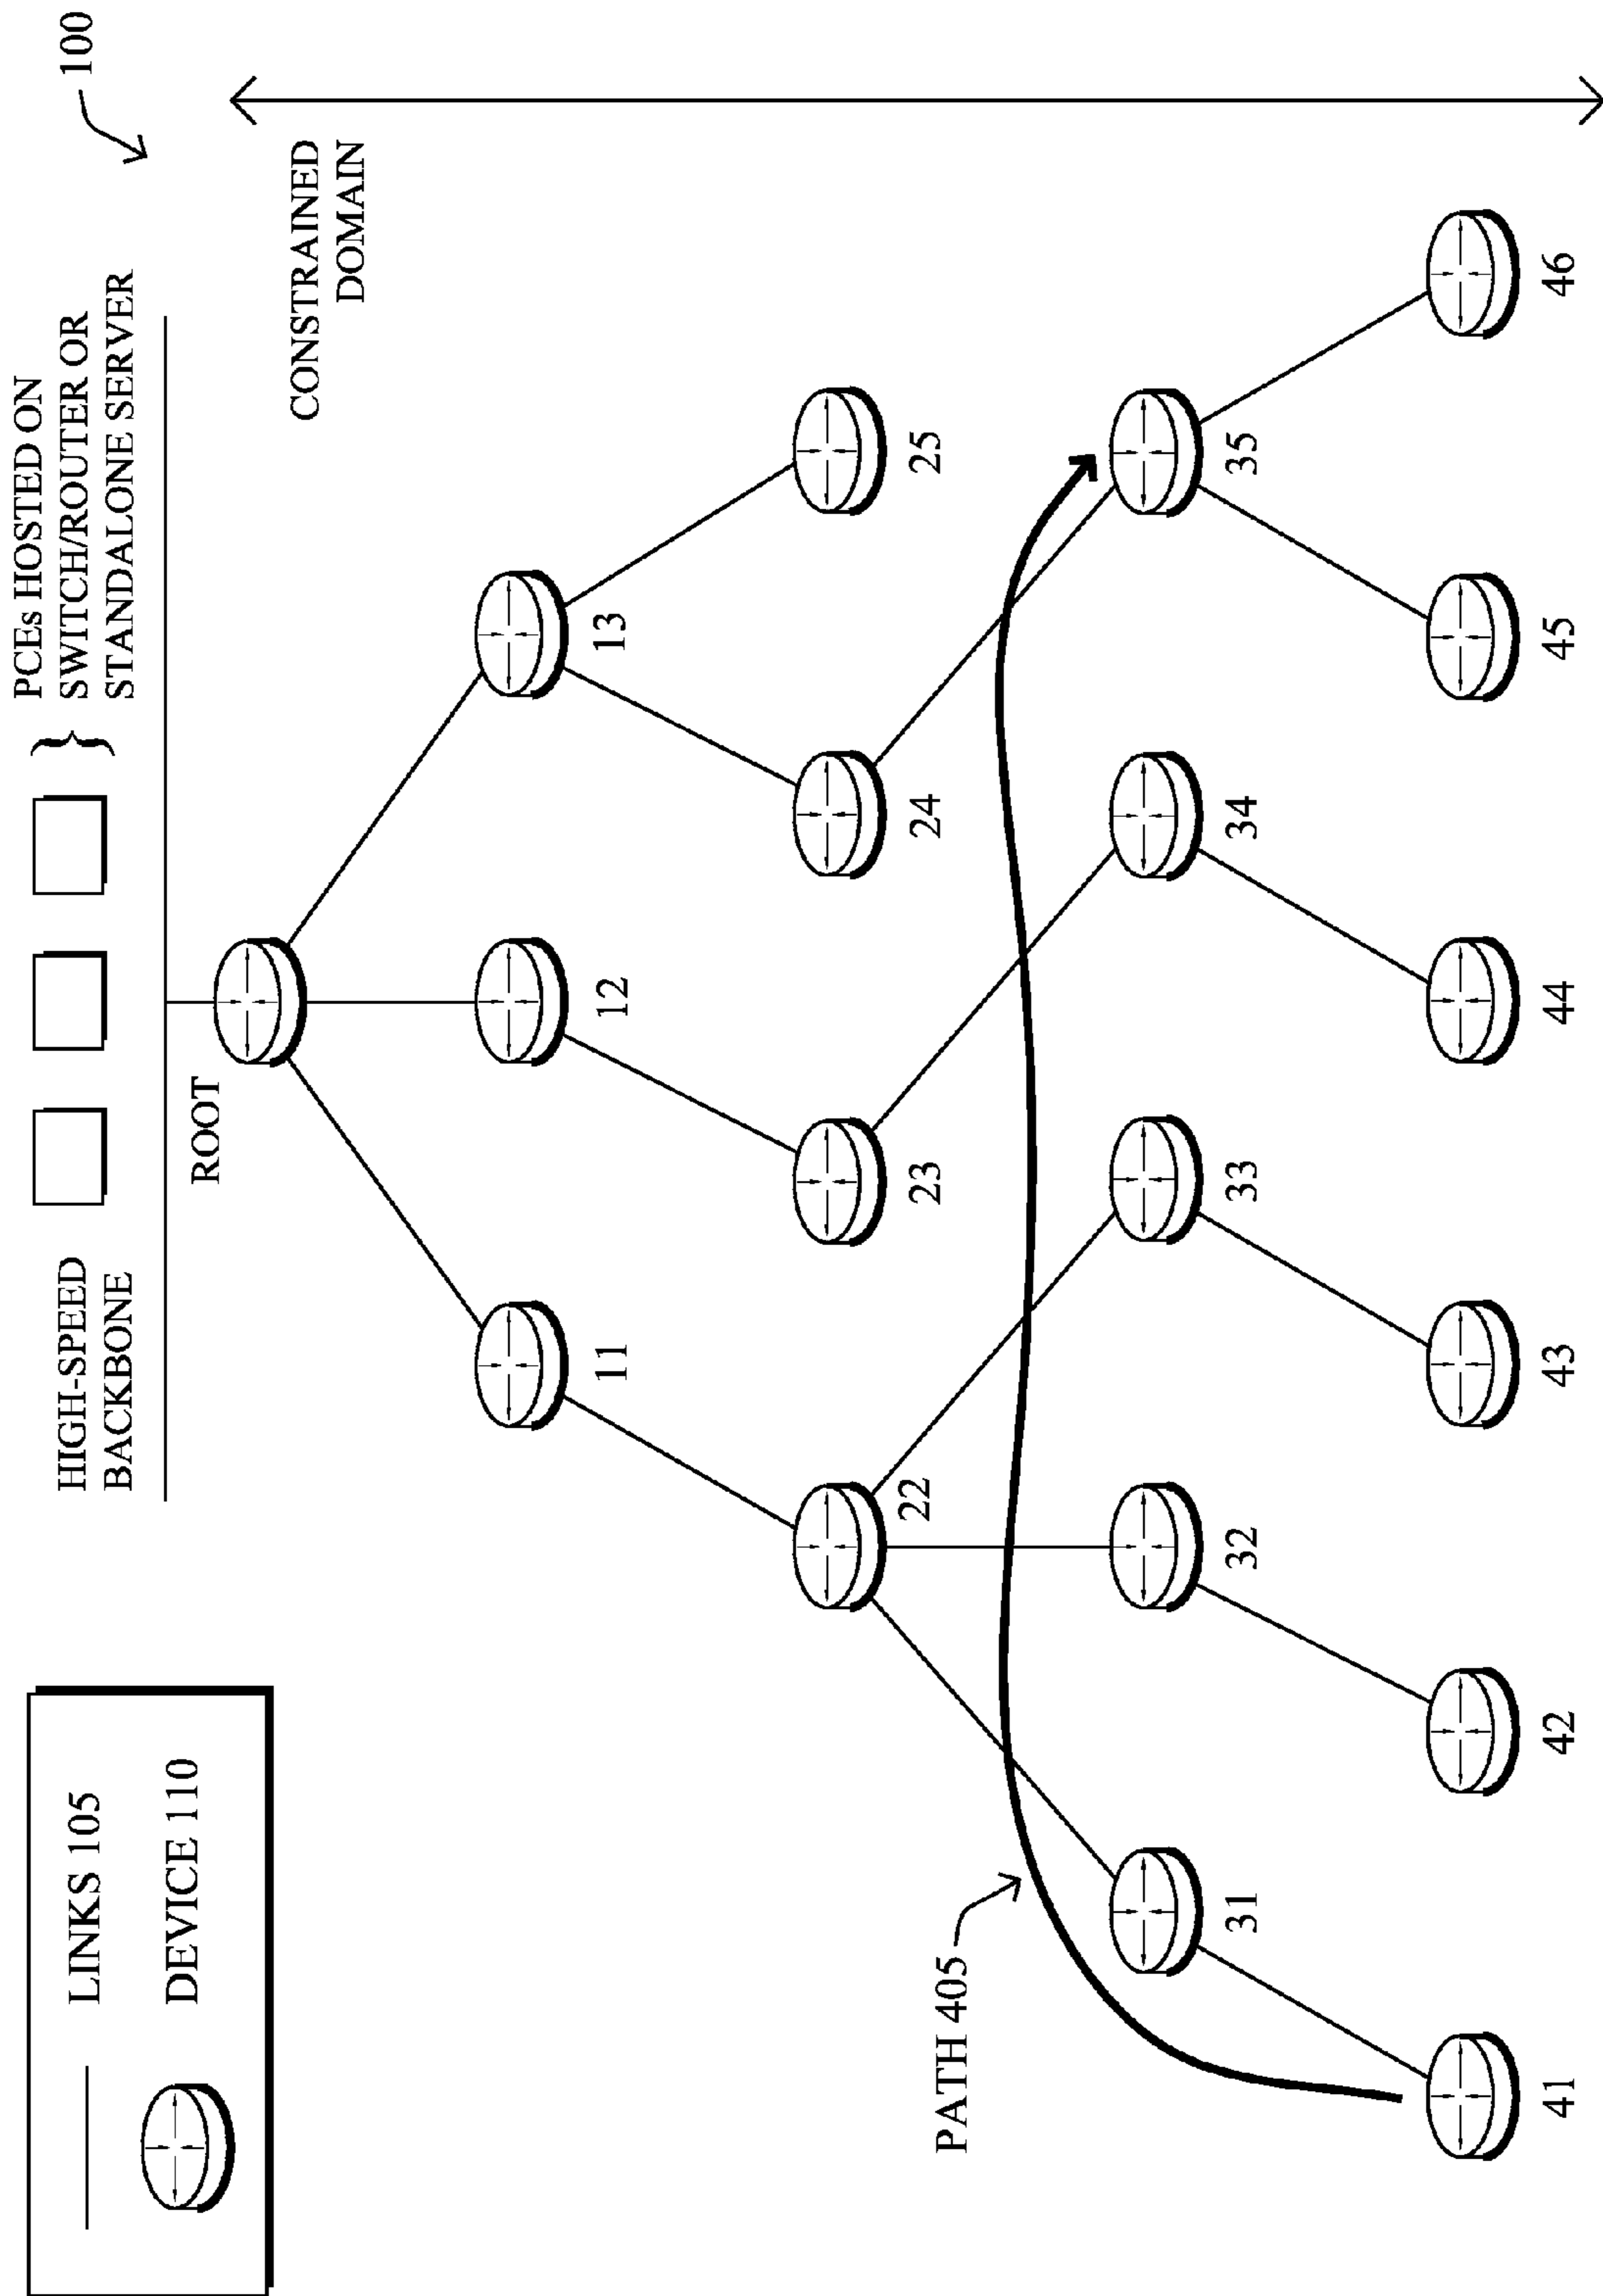 LINKS 105
DEVICE 110
HIGH-SPEED
BACKBONE
PCEs HOSTED ON
SWITCH/ROUTER OR
STANDALONE SERVER
100
ROOT
CONSTRAINED
DOMAIN
11
12
13
22
23
24
25
PATH 405
31
32
33
34
35
41
42
43
44
45
46